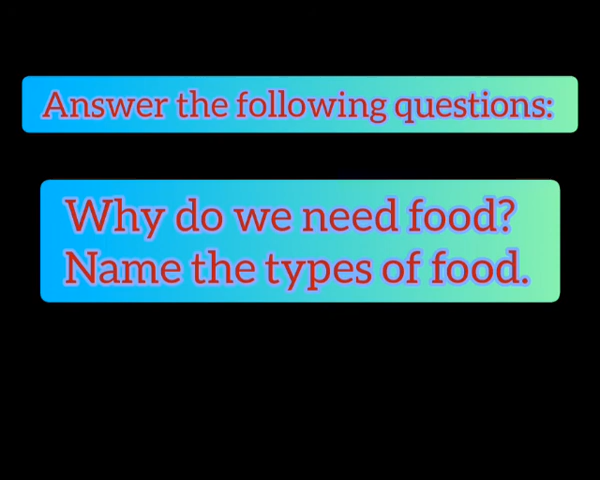 Answer the following questions:
Why do we need food?
Name the types of food.